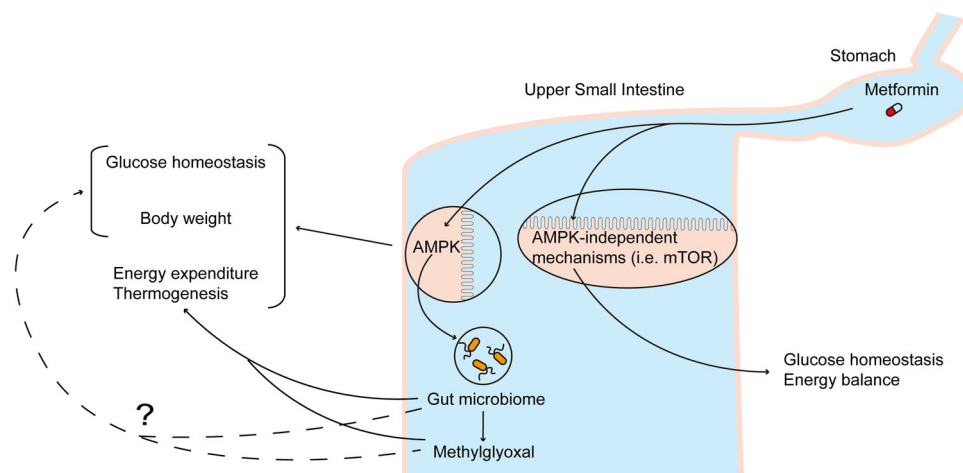 Stomach
Metformin
Upper Small Intestine
Glucose homeostasis
Body weight
Energy expenditure
Thermogenesis
AMPK
AMPK-independent
mechanisms (i.e. mTOR)
Glucose homeostasis
Energy balance
Gut microbiome
?
Methylglyoxal